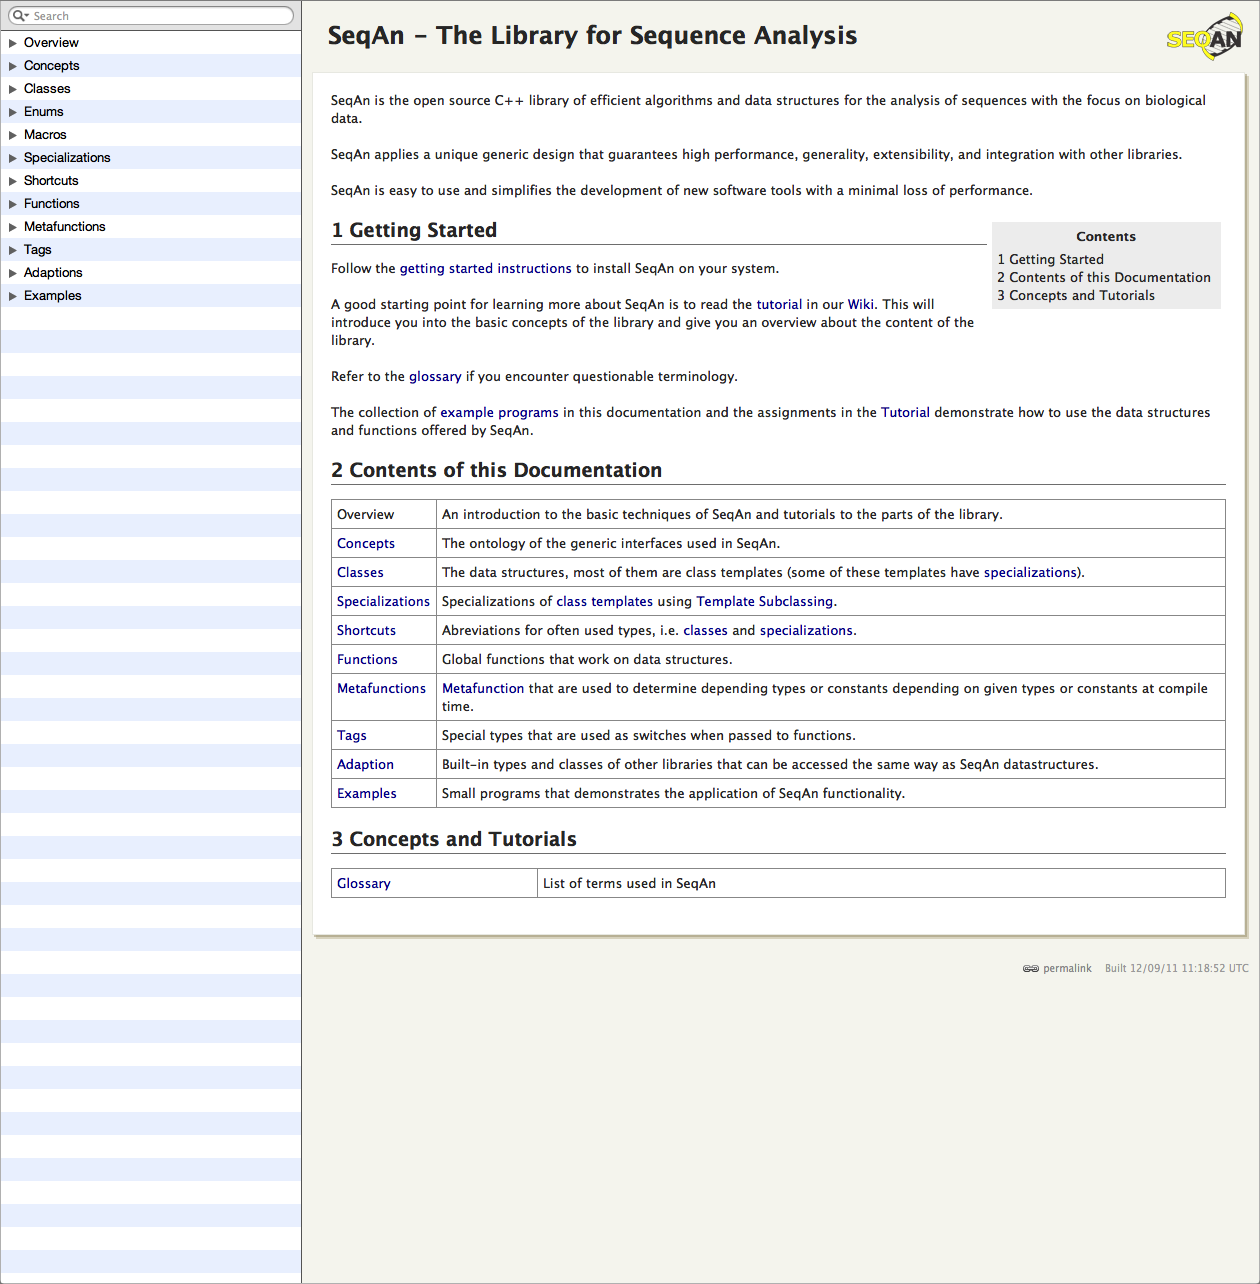 Search
Overview
Concepts
Classes
Enums
Macros
Specializations
Shortcuts
Functions
Metafunctions
Tags
Adaptions
Examples
SeqAn - The Library for Sequence Analysis
SEQAN
SeqAn is the open source C++ library of efficient algorithms and data structures for the analysis of sequences with the focus on biological
data.
SeqAn applies a unique generic design that guarantees high performance, generality, extensibility, and integration with other libraries.
SeqAn is easy to use and simplifies the development of new software tools with a minimal loss of performance.
1 Getting Started
Follow the getting started instructions to install SeqAn on your system.
A good starting point for learning more about SeqAn is to read the tutorial in our Wiki. This will
introduce you into the basic concepts of the library and give you an overview about the content of the
library.
Refer to the glossary if you encounter questionable terminology.
Contents
1 Getting Started
2 Contents of this Documentation
3 Concepts and Tutorials
The collection of example programs in this documentation and the assignments in the Tutorial demonstrate how to use the data structures
and functions offered by SeqAn.
2 Contents of this Documentation
Overview An introduction to the basic techniques of SeqAn and tutorials to the parts of the library.
Concepts The ontology of the generic interfaces used in SeqAn.
Classes The data structures, most of them are class templates (some of these templates have specializations).
Specializations Specializations of class templates using Template Subclassing.
Shortcuts Abreviations for often used types, i.e. classes and specializations.
Functions Global functions that work on data structures.
Metafunctions Metafunction that are used to determine depending types or constants depending on given types or constants at compile
time.
Tags Special types that are used as switches when passed to functions.
Adaption Built-in types and classes of other libraries that can be accessed the same way as SeqAn datastructures.
Examples Small programs that demonstrates the application of SeqAn functionality.
3 Concepts and Tutorials
Glossary List of terms used in SeqAn
permalink Built 12/09/11 11:18:52 UTC